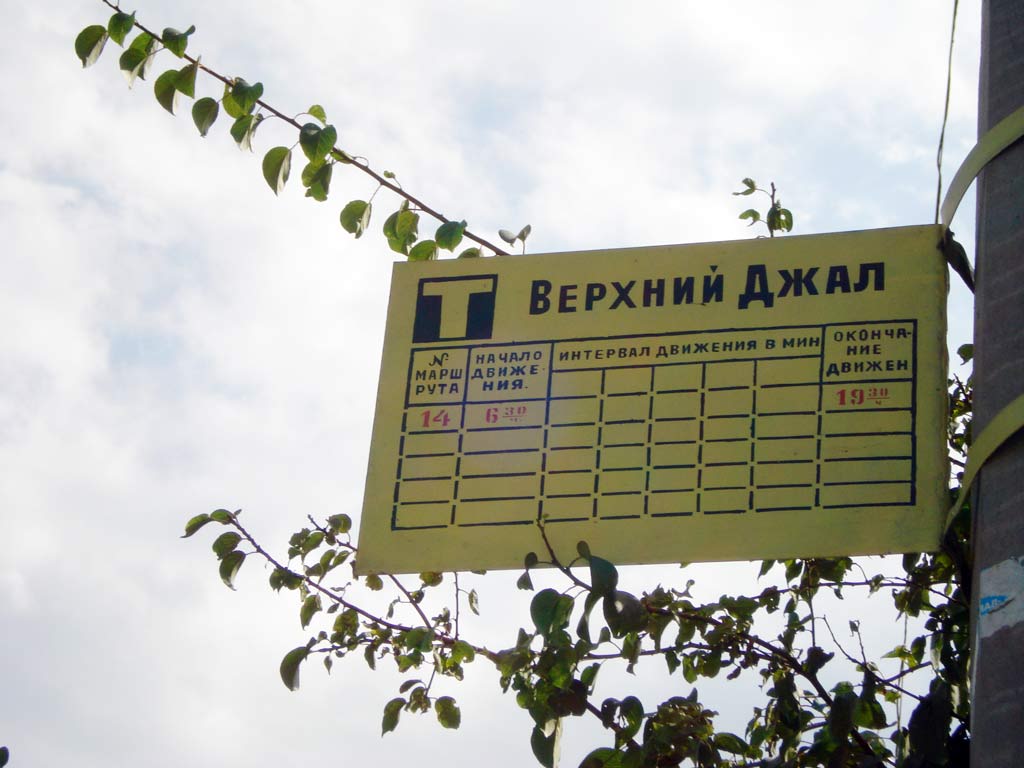 Т ВЕРХНИЙ ДЖАЛ
№ МАРШ РУТА
НАЧАЛО ДВИЖЕ- НИЯ.
ИНТЕРВАЛ ДВИЖЕНИЯ В МИН
ОКОНЧА- НИЕ ДВИЖЕН
14 6 30 ч. 19 30 ч.